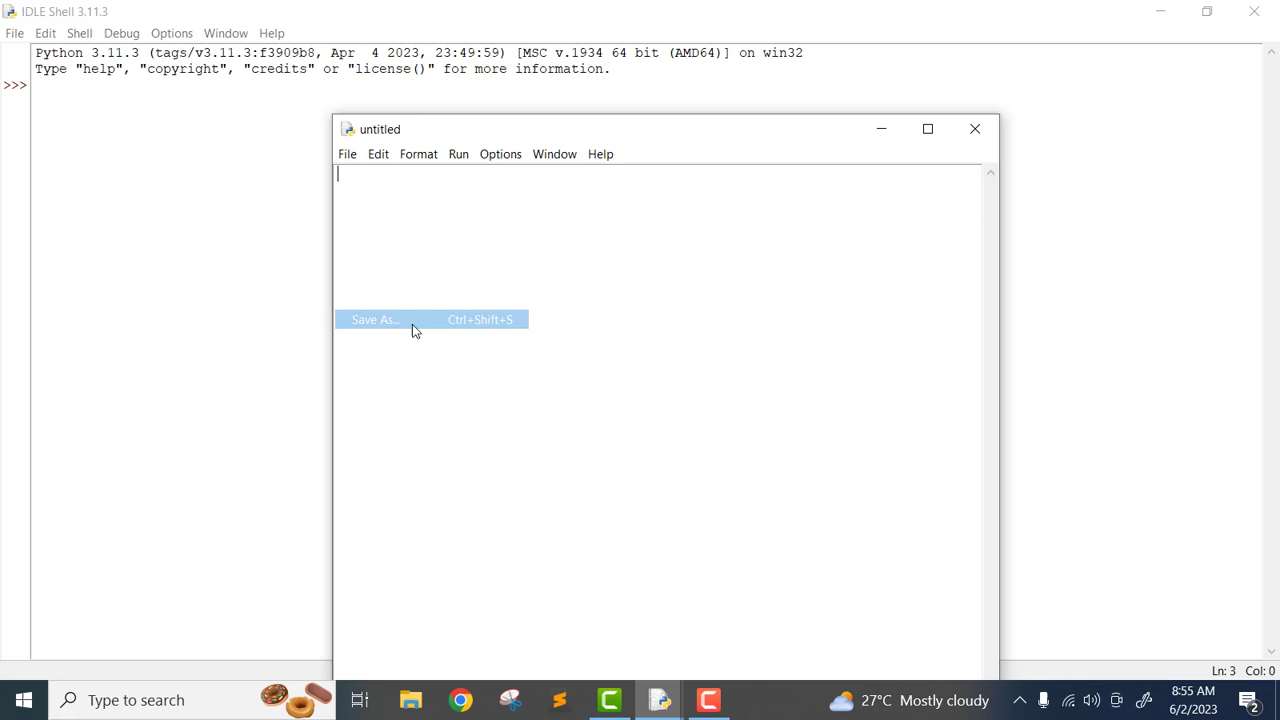 IDLE Shell 3.11.3
File Edit Shell Debug Options Window Help
Python 3.11.3 (tags/v3.11.3:f3909b8, Apr  4 2023, 23:49:59) [MSC v.1934 64 bit (AMD64)] on win32
Type "help", "copyright", "credits" or "license()" for more information.
>>>
untitled
File Edit Format Run Options Window Help
Save As... Ctrl+Shift+S
Ln: 3 Col: 0
Type to search
27°C Mostly cloudy
8:55 AM
6/2/2023
2